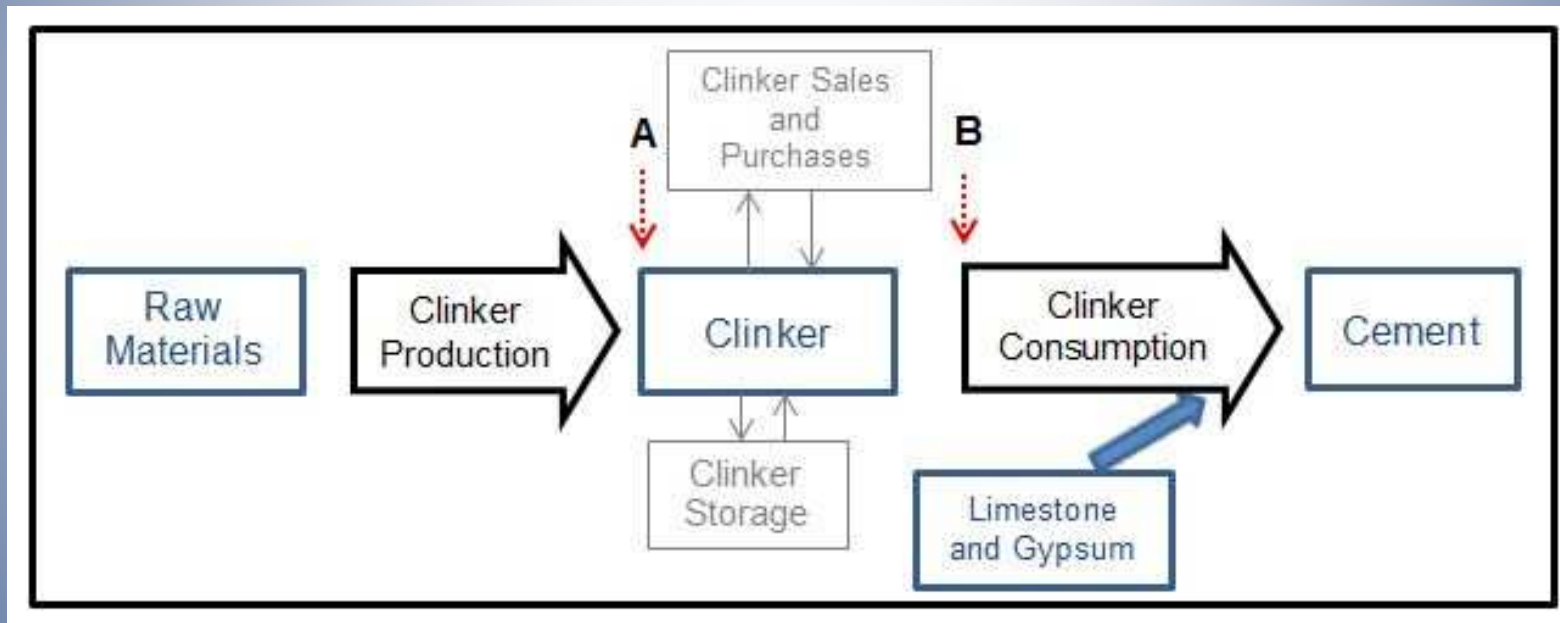 Clinker Sales
and
Purchases
A
B
Raw
Materials
Clinker
Production
Clinker
Clinker
Consumption
Cement
Clinker
Storage
Limestone
and Gypsum